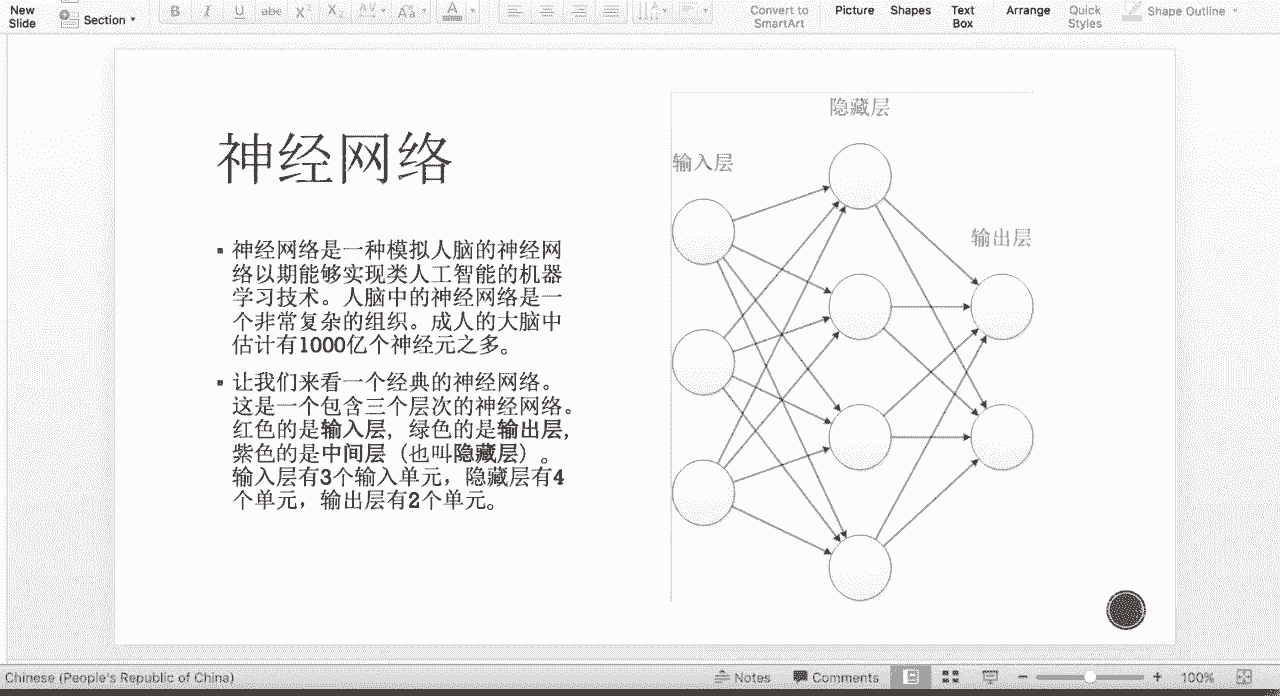 New
Slide
Section
B I U abc X² X₂ AV Aa A
Convert to
SmartArt
Picture
Shapes
Text
Box
Arrange
Quick
Styles
Shape Outline
神经网络
神经网络是一种模拟人脑的神经网
络以期能够实现类人工智能的机器
学习技术。人脑中的神经网络是一
个非常复杂的组织。成人的大脑中
估计有1000亿个神经元之多。
让我们来看一个经典的神经网络。
这是一个包含三个层次的神经网络。
红色的是输入层，绿色的是输出层，
紫色的是中间层（也叫隐藏层）。
输入层有3个输入单元，隐藏层有4
个单元，输出层有2个单元。
隐藏层
输入层
输出层
Chinese (People's Republic of China)
Notes
Comments
100%